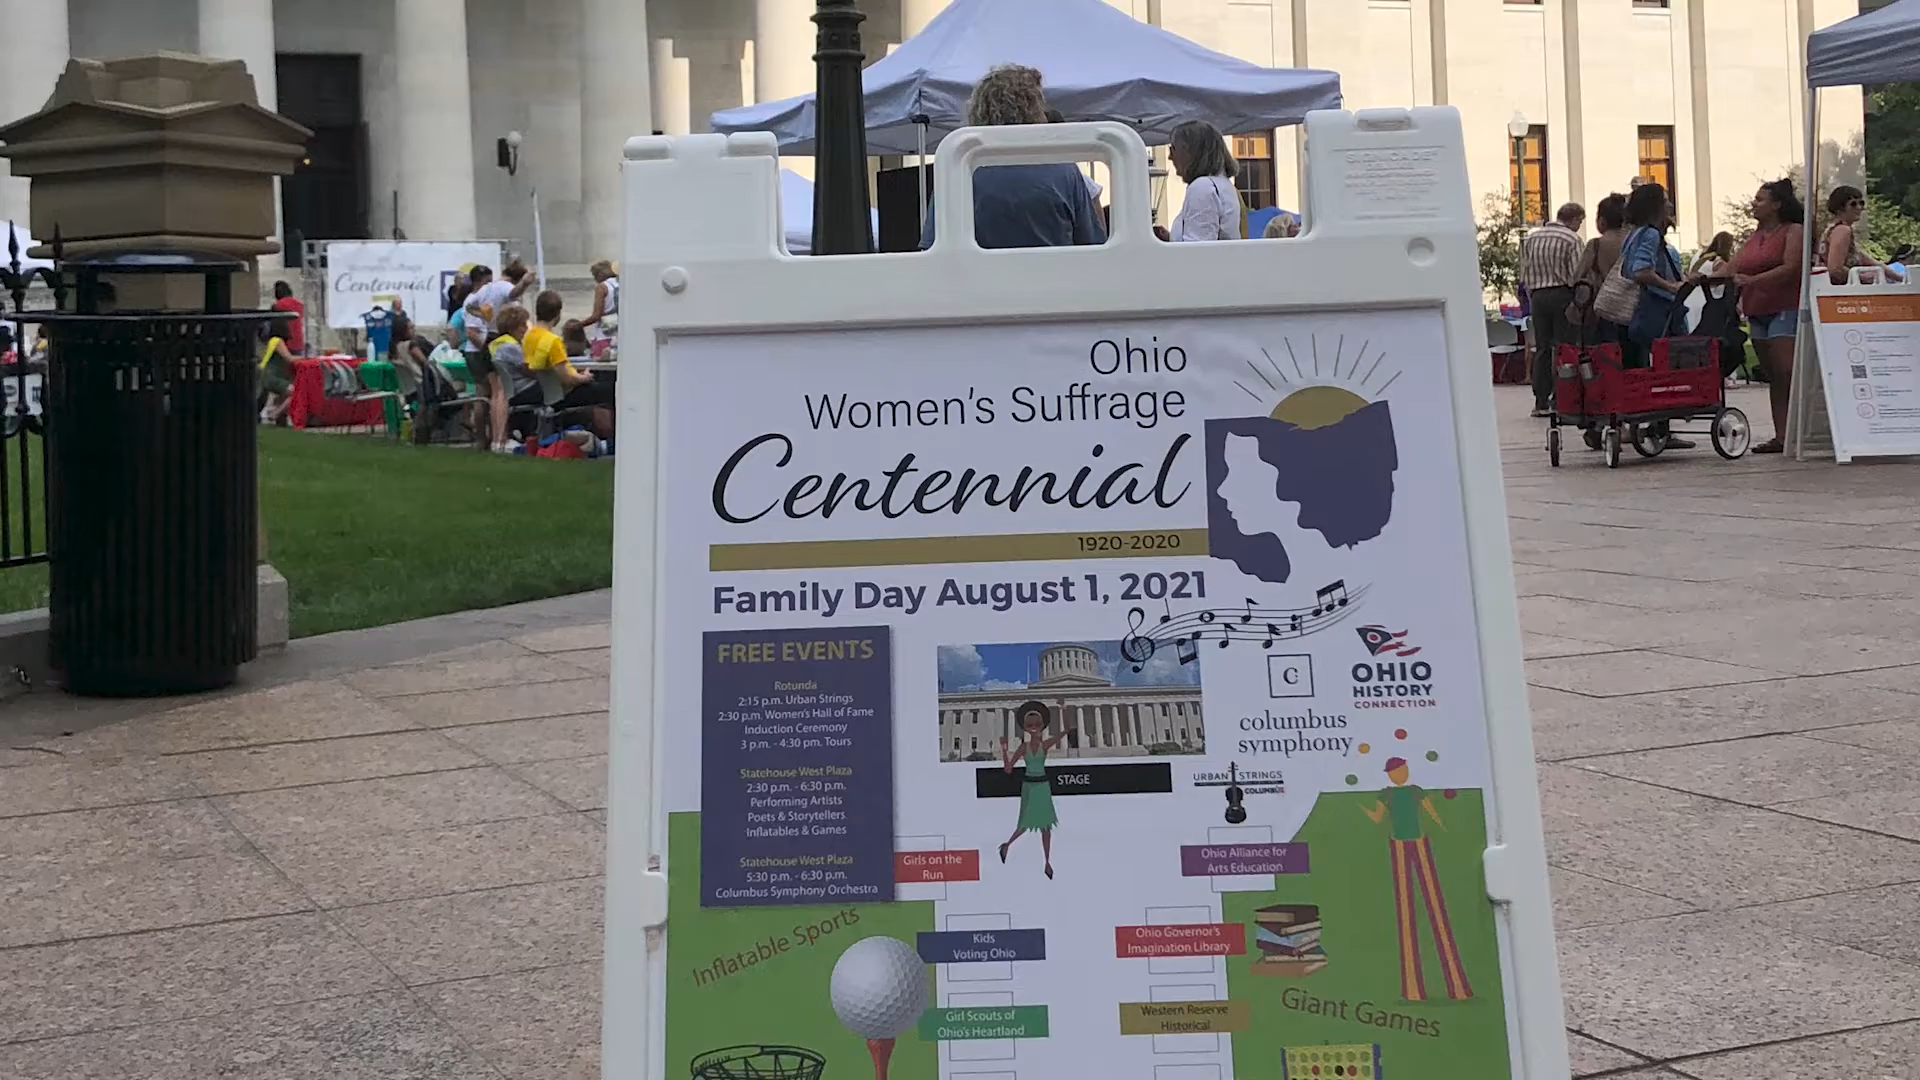 Women's Suffrage
Centennial
SIGNICADE
COSI
Ohio
Women's Suffrage
Centennial
1920-2020
Family Day August 1, 2021
FREE EVENTS
Rotunda
2:15 p.m. Urban Strings
2:30 p.m. Women's Hall of Fame
Induction Ceremony
3 p.m. - 4:30 pm. Tours
Statehouse West Plaza
2:30 p.m. - 6:30 p.m.
Performing Artists
Poets & Storytellers
Inflatables & Games
Statehouse West Plaza
5:30 p.m. - 6:30 p.m.
Columbus Symphony Orchestra
STAGE
C
columbus
symphony
OHIO
HISTORY
CONNECTION
URBAN STRINGS
COLUMBUS
Girls on the
Run
Ohio Alliance for
Arts Education
Inflatable Sports
Kids
Voting Ohio
Ohio Governor's
Imagination Library
Girl Scouts of
Ohio's Heartland
Western Reserve
Historical
Giant Games